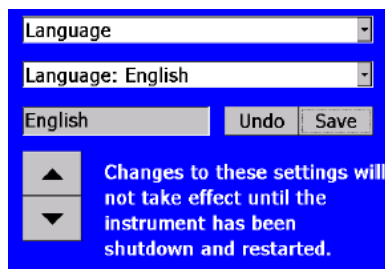 Language
Language: English
English Undo Save
Changes to these settings will
not take effect until the
instrument has been
shutdown and restarted.